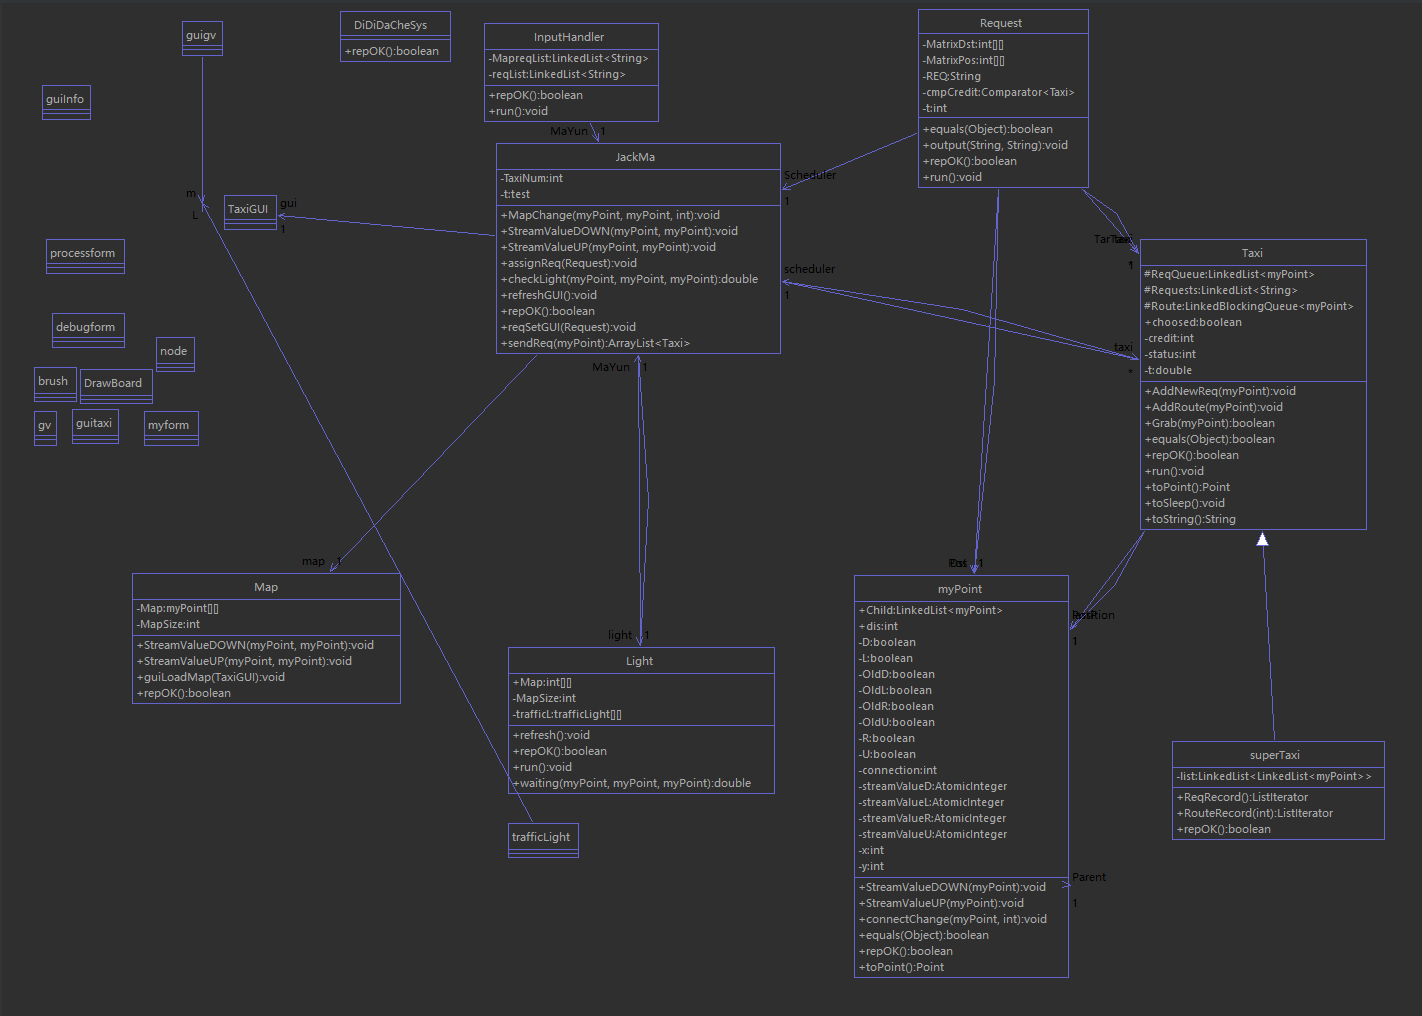 guigv
DiDiDaCheSys
+repOK():boolean
InputHandler
-MapreqList:LinkedList<String>
-reqList:LinkedList<String>
+repOK():boolean
+run():void
Request
-MatrixDst:int[][]
-MatrixPos:int[][]
-REQ:String
-cmpCredit:Comparator<Taxi>
-t:int
+equals(Object):boolean
+output(String, String):void
+repOK():boolean
+run():void
guiInfo
MaYun 1
JackMa
-TaxiNum:int
-t:test
+MapChange(myPoint, myPoint, int):void
+StreamValueDOWN(myPoint, myPoint):void
+StreamValueUP(myPoint, myPoint):void
+assignReq(Request):void
+checkLight(myPoint, myPoint, myPoint):double
+refreshGUI():void
+repOK():boolean
+reqSetGUI(Request):void
+sendReq(myPoint):ArrayList<Taxi>
Scheduler
1
m
L
TaxiGUI
gui
1
processform
scheduler
1
*
1
Taxi
#ReqQueue:LinkedList<myPoint>
#Requests:LinkedList<String>
#Route:LinkedBlockingQueue<myPoint>
+choosed:boolean
-credit:int
-status:int
-t:double
+AddNewReq(myPoint):void
+AddRoute(myPoint):void
+Grab(myPoint):boolean
+equals(Object):boolean
+repOK():boolean
+run():void
+toPoint():Point
+toSleep():void
+toString():String
debugform
node
taxi
*
MaYun 1
brush
DrawBoard
gv
guitaxi
myform
map 1
Map
-Map:myPoint[][]
-MapSize:int
+StreamValueDOWN(myPoint, myPoint):void
+StreamValueUP(myPoint, myPoint):void
+guiLoadMap(TaxiGUI):void
+repOK():boolean
light 1
Light
+Map:int[][]
-MapSize:int
-trafficL:trafficLight[][]
+refresh():void
+repOK():boolean
+run():void
+waiting(myPoint, myPoint, myPoint):double
trafficLight
1
myPoint
+Child:LinkedList<myPoint>
+dis:int
-D:boolean
-L:boolean
-OldD:boolean
-OldL:boolean
-OldR:boolean
-OldU:boolean
-R:boolean
-U:boolean
-connection:int
-streamValueD:AtomicInteger
-streamValueL:AtomicInteger
-streamValueR:AtomicInteger
-streamValueU:AtomicInteger
-x:int
-y:int
+StreamValueDOWN(myPoint):void
+StreamValueUP(myPoint):void
+connectChange(myPoint, int):void
+equals(Object):boolean
+repOK():boolean
+toPoint():Point
1
Parent
1
superTaxi
-list:LinkedList<LinkedList<myPoint>>
+ReqRecord():ListIterator
+RouteRecord(int):ListIterator
+repOK():boolean